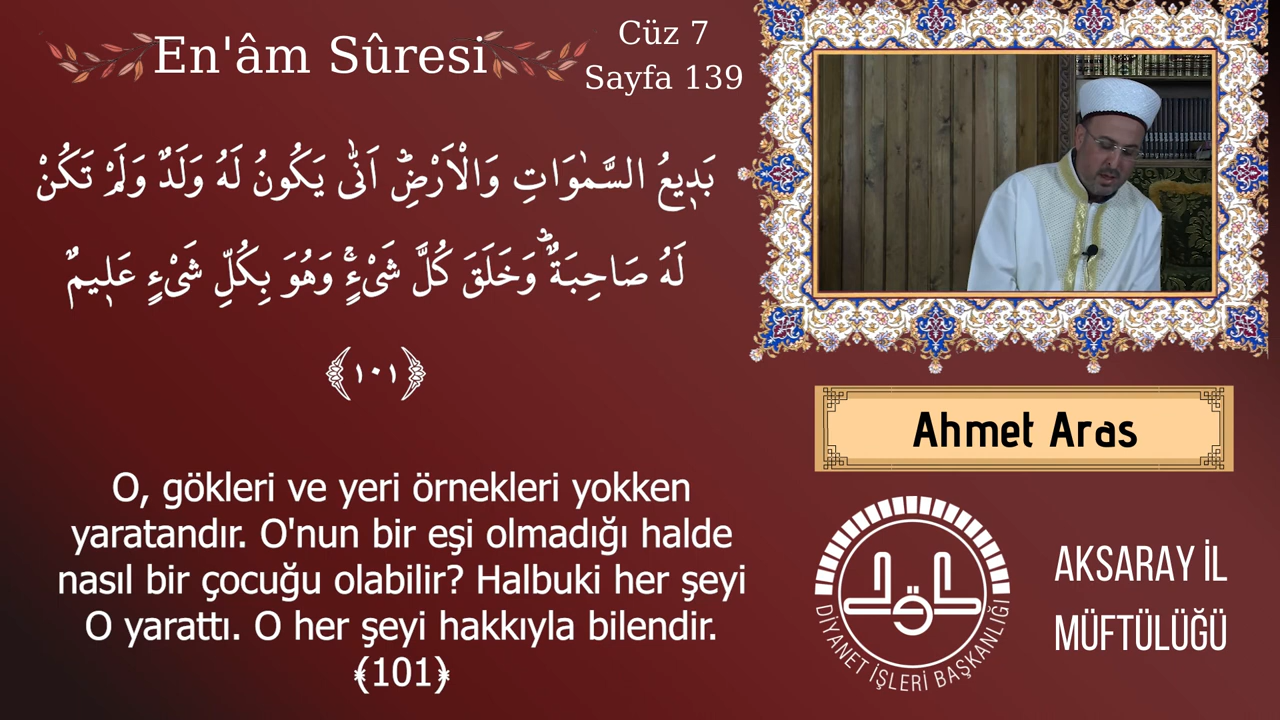 En'âm Sûresi
Cüz 7
Sayfa 139
بَد۪يعُ السَّمٰوَاتِ وَالْاَرْضِۜ اَنّٰى يَكُونُ لَهُ وَلَدٌ وَلَمْ تَكُنْ
لَهُ صَاحِبَةٌۜ وَخَلَقَ كُلَّ شَيْءٍۚ وَهُوَ بِكُلِّ شَيْءٍ عَل۪يمٌ
﴿١٠١﴾
O, gökleri ve yeri örnekleri yokken
yaratandır. O'nun bir eşi olmadığı halde
nasıl bir çocuğu olabilir? Halbuki her şeyi
O yarattı. O her şeyi hakkıyla bilendir.
﴾101﴿
Ahmet Aras
DİYANET İŞLERİ BAŞKANLIĞI
AKSARAY İL
MÜFTÜLÜĞÜ